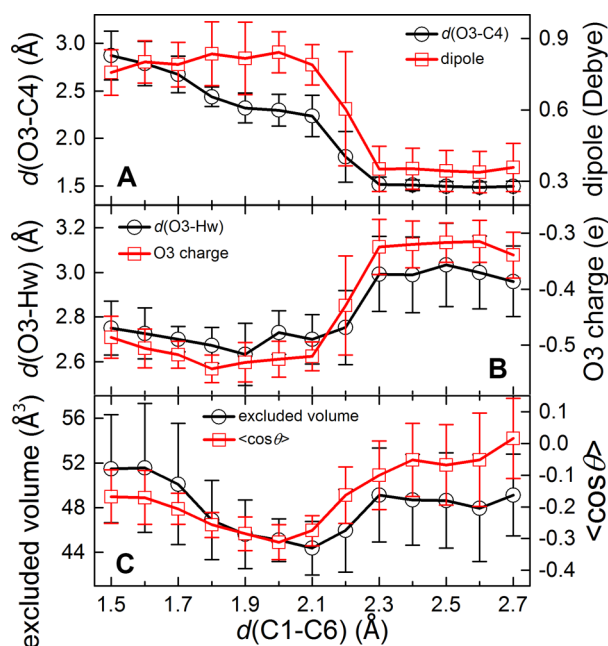 d(O3-C4) (Å)
3.0
2.5
2.0
1.5
d(O3-C4)
dipole
A
0.9
0.6
0.3
dipole (Debye)
d(O3-Hw) (Å)
3.2
3.0
2.8
2.6
d(O3-Hw)
O3 charge
B
-0.3
-0.4
-0.5
O3 charge (e)
excluded volume (Å³)
56
52
48
44
excluded volume
<cosθ>
C
0.1
0.0
-0.1
-0.2
-0.3
-0.4
<cosθ>
1.5 1.7 1.9 2.1 2.3 2.5 2.7
d(C1-C6) (Å)